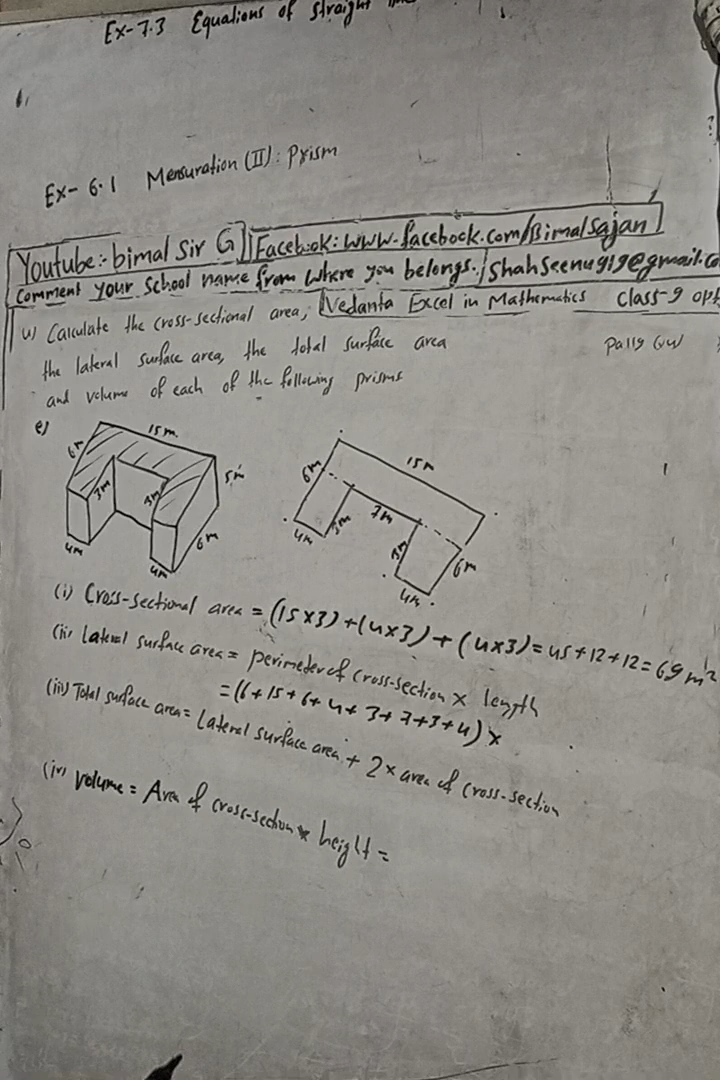 Ex-7.3 Equations of straight
Ex- 6.1 Mensuration (II): Prism
Youtube:- bimal Sir G Facebook: www.facebook.com/Bimalsajan
Comment your School name from where you belongs. shahseenu919@gmail.co
Vedanta Excel in Mathematics class-9 opt
4) Calculate the cross-sectional area,
the lateral surface area, the total surface area
and volume of each of the following prisms
e)
15m.
6m
3m
3m
5m
6m
4m
4m
15m
6m
7m
4m
3m
3m
6m
4m.
(i) Cross-sectional area = (15×3)+(4×3)+(4×3)=45+12+12=69m²
(ii) Lateral surface area = perimeter of cross-section × length
=(6+15+6+4+3+7+3+4)×
(iii) Total surface area = Lateral surface area + 2× area of cross-section
(iv) volume = Area of cross-section × height =